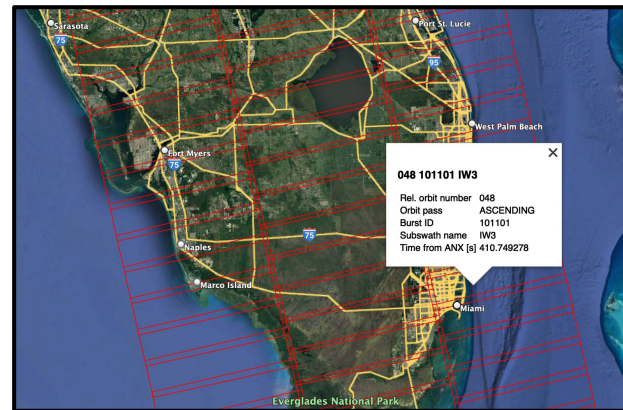 Sarasota
75
Port St. Lucie
95
West Palm Beach
Fort Myers
75
048 101101 IW3
Rel. orbit number 048
Orbit pass ASCENDING
Burst ID 101101
Subswath name IW3
Time from ANX [s] 410.749278
75
Naples
Marco Island
Miami
Everglades National Park